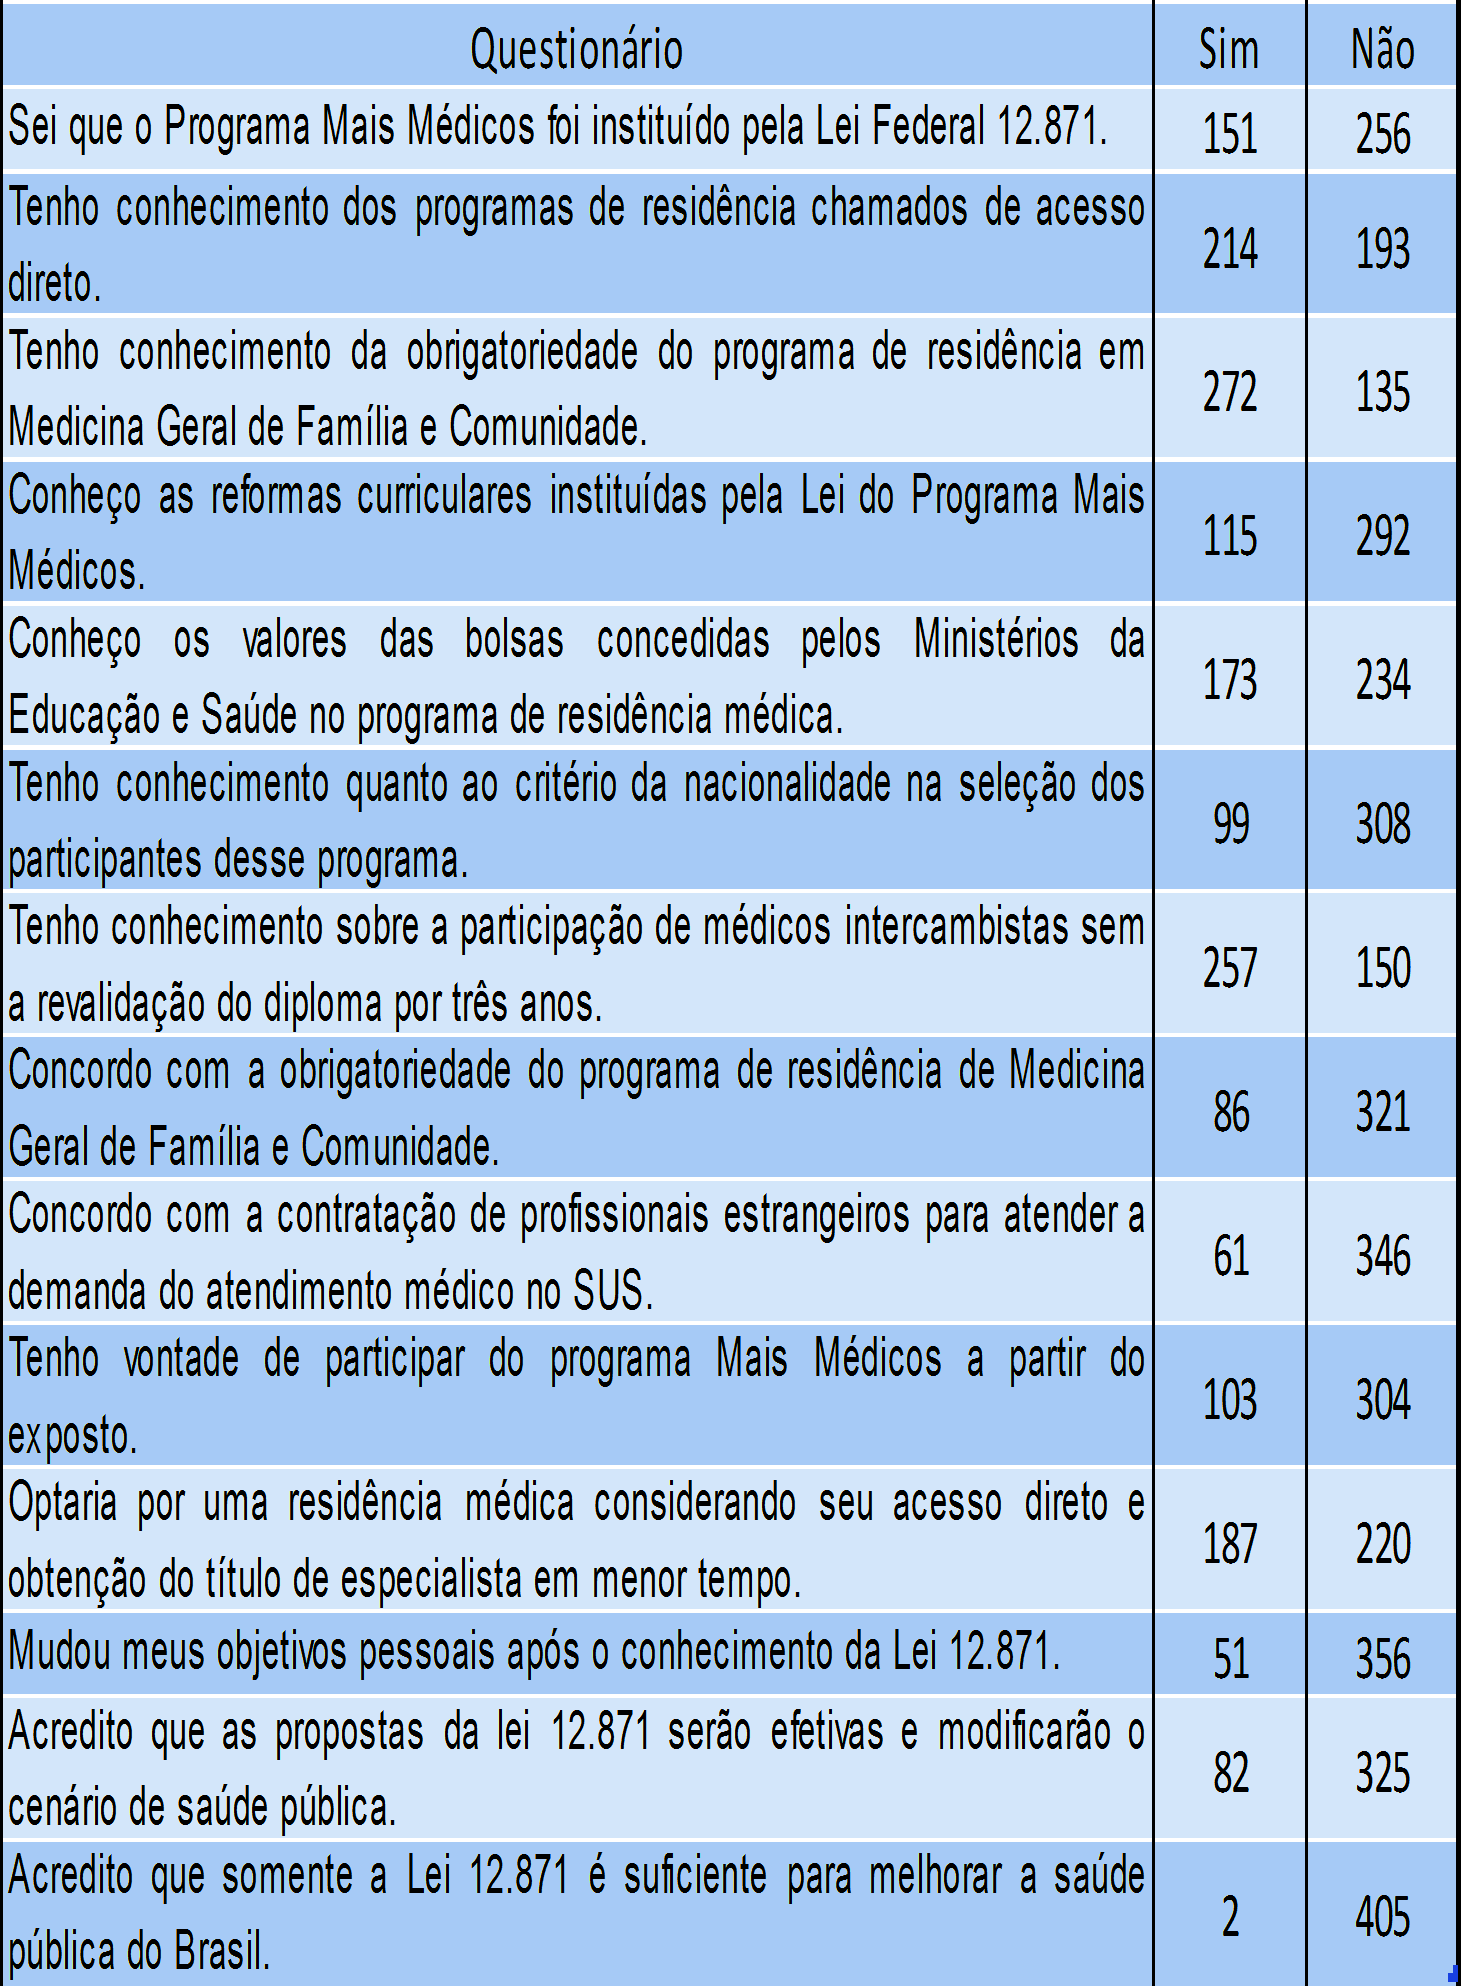 Questionário Sim Não
Sei que o Programa Mais Médicos foi instituído pela Lei Federal 12.871. 151 256
Tenho conhecimento dos programas de residência chamados de acesso
direto. 214 193
Tenho conhecimento da obrigatoriedade do programa de residência em
Medicina Geral de Família e Comunidade. 272 135
Conheço as reformas curriculares instituídas pela Lei do Programa Mais
Médicos. 115 292
Conheço os valores das bolsas concedidas pelos Ministérios da
Educação e Saúde no programa de residência médica. 173 234
Tenho conhecimento quanto ao critério da nacionalidade na seleção dos
participantes desse programa. 99 308
Tenho conhecimento sobre a participação de médicos intercambistas sem
a revalidação do diploma por três anos. 257 150
Concordo com a obrigatoriedade do programa de residência de Medicina
Geral de Família e Comunidade. 86 321
Concordo com a contratação de profissionais estrangeiros para atender a
demanda do atendimento médico no SUS. 61 346
Tenho vontade de participar do programa Mais Médicos a partir do
exposto. 103 304
Optaria por uma residência médica considerando seu acesso direto e
obtenção do título de especialista em menor tempo. 187 220
Mudou meus objetivos pessoais após o conhecimento da Lei 12.871. 51 356
Acredito que as propostas da lei 12.871 serão efetivas e modificarão o
cenário de saúde pública. 82 325
Acredito que somente a Lei 12.871 é suficiente para melhorar a saúde
pública do Brasil. 2 405